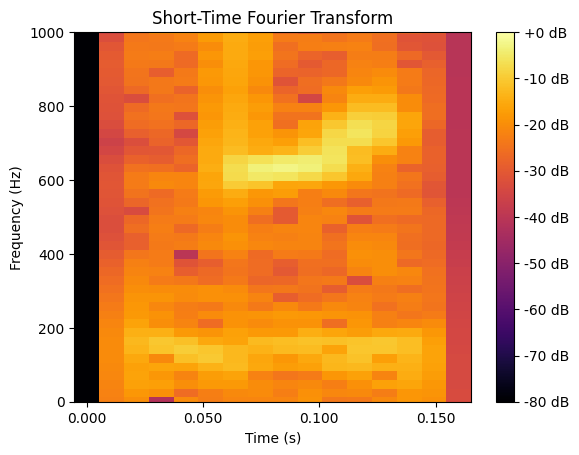 Short-Time Fourier Transform
1000
800
600
400
200
0
Frequency (Hz)
0.000
0.050
0.100
0.150
Time (s)
+0 dB
-10 dB
-20 dB
-30 dB
-40 dB
-50 dB
-60 dB
-70 dB
-80 dB